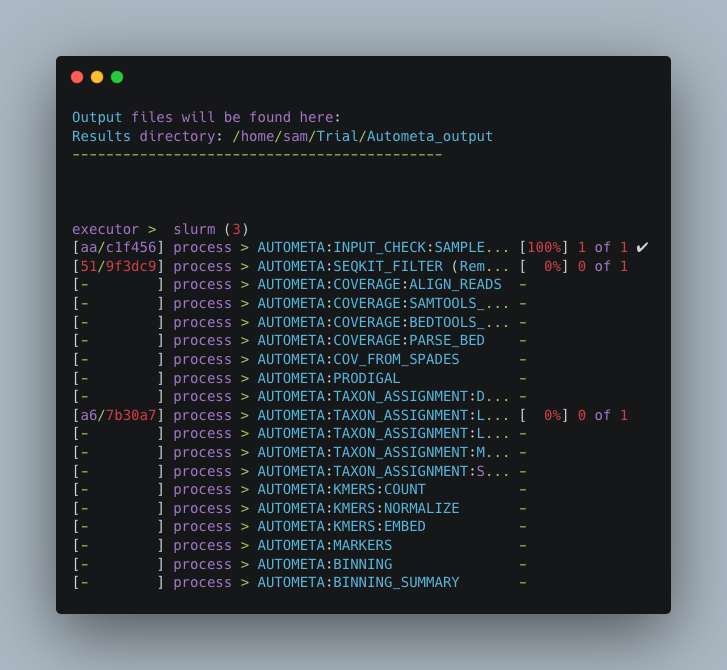 Output files will be found here:
Results directory: /home/sam/Trial/Autometa_output
--------------------------------------------
executor >  slurm (3)
[aa/c1f456] process > AUTOMETA:INPUT_CHECK:SAMPLE... [100%] 1 of 1 ✔
[51/9f3dc9] process > AUTOMETA:SEQKIT_FILTER (Rem... [  0%] 0 of 1
[-        ] process > AUTOMETA:COVERAGE:ALIGN_READS  -
[-        ] process > AUTOMETA:COVERAGE:SAMTOOLS_... -
[-        ] process > AUTOMETA:COVERAGE:BEDTOOLS_... -
[-        ] process > AUTOMETA:COVERAGE:PARSE_BED    -
[-        ] process > AUTOMETA:COV_FROM_SPADES       -
[-        ] process > AUTOMETA:PRODIGAL              -
[-        ] process > AUTOMETA:TAXON_ASSIGNMENT:D... -
[a6/7b30a7] process > AUTOMETA:TAXON_ASSIGNMENT:L... [  0%] 0 of 1
[-        ] process > AUTOMETA:TAXON_ASSIGNMENT:L... -
[-        ] process > AUTOMETA:TAXON_ASSIGNMENT:M... -
[-        ] process > AUTOMETA:TAXON_ASSIGNMENT:S... -
[-        ] process > AUTOMETA:KMERS:COUNT           -
[-        ] process > AUTOMETA:KMERS:NORMALIZE       -
[-        ] process > AUTOMETA:KMERS:EMBED           -
[-        ] process > AUTOMETA:MARKERS               -
[-        ] process > AUTOMETA:BINNING               -
[-        ] process > AUTOMETA:BINNING_SUMMARY       -